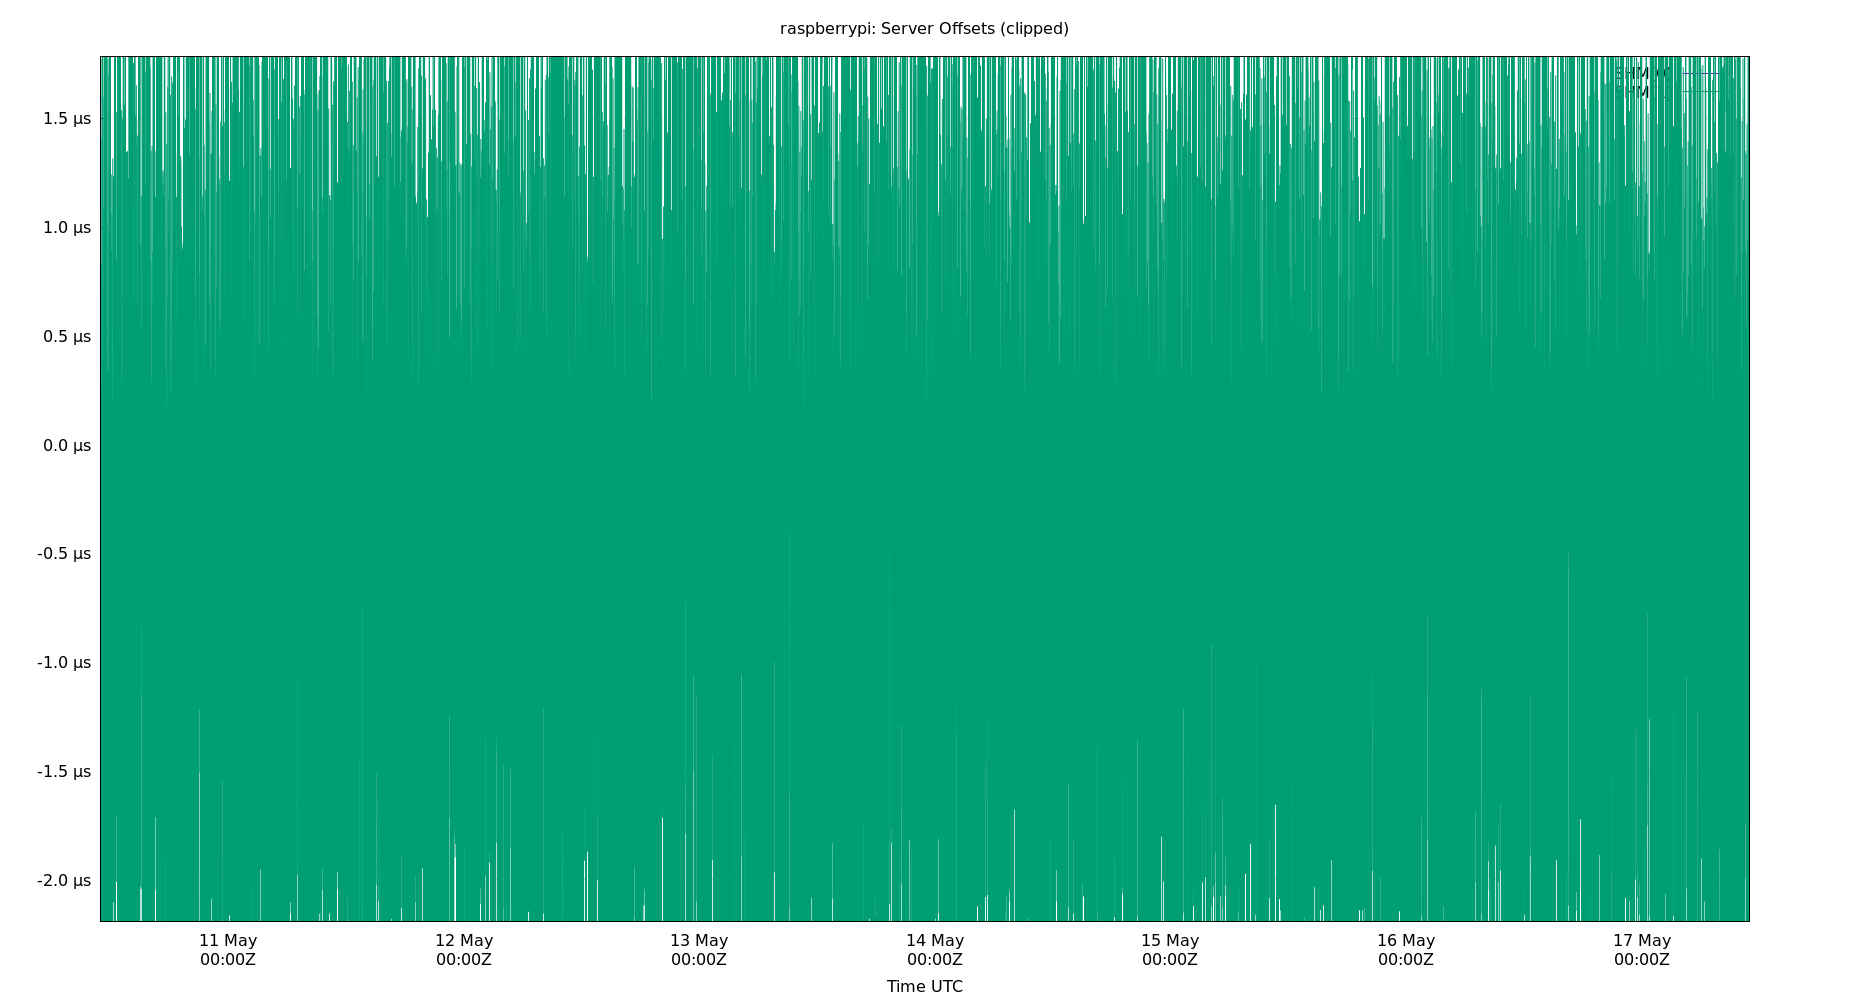 raspberrypi: Server Offsets (clipped)
1.5 µs
1.0 µs
0.5 µs
0.0 µs
-0.5 µs
-1.0 µs
-1.5 µs
-2.0 µs
11 May 12 May 13 May 14 May 15 May 16 May 17 May
00:00Z 00:00Z 00:00Z 00:00Z 00:00Z 00:00Z 00:00Z
Time UTC